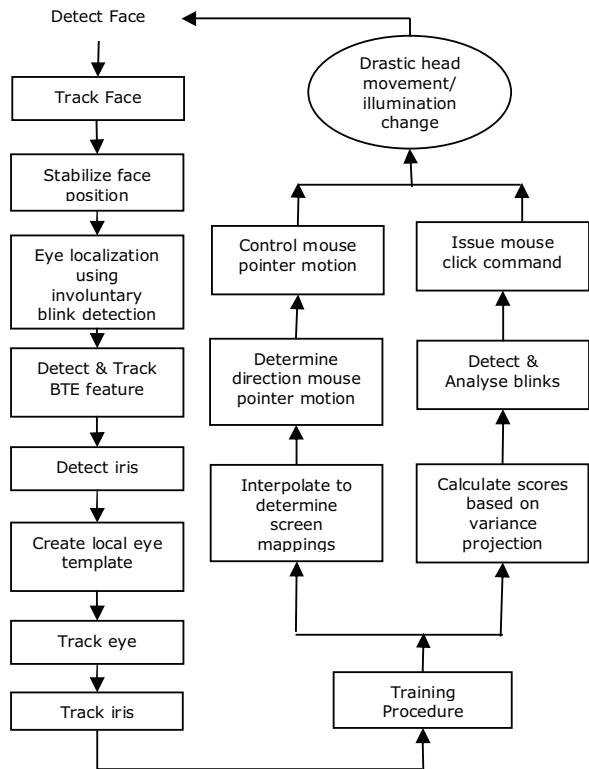 Detect Face
Track Face
Stabilize face
position
Eye localization
using
involuntary
blink detection
Detect & Track
BTE feature
Detect iris
Create local eye
template
Track eye
Track iris
Training
Procedure
Interpolate to
determine
screen
mappings
Determine
direction mouse
pointer motion
Control mouse
pointer motion
Calculate scores
based on
variance
projection
Detect &
Analyse blinks
Issue mouse
click command
Drastic head
movement/
illumination
change